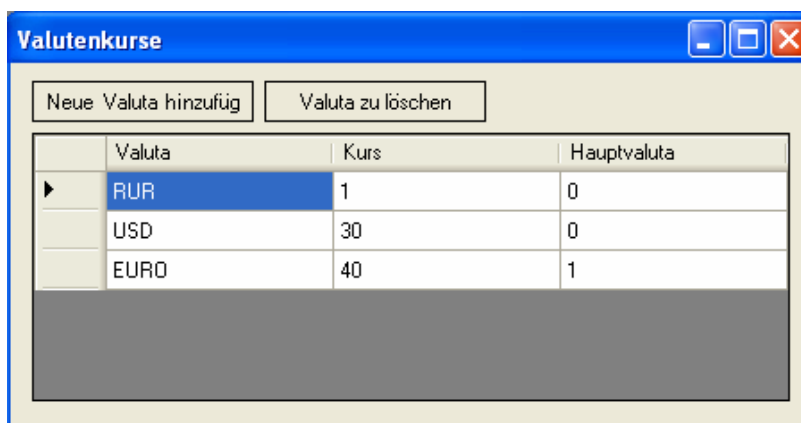 Valutenkurse
Neue Valuta hinzufüg Valuta zu löschen
Valuta Kurs Hauptvaluta
RUR 1 0
USD 30 0
EURO 40 1